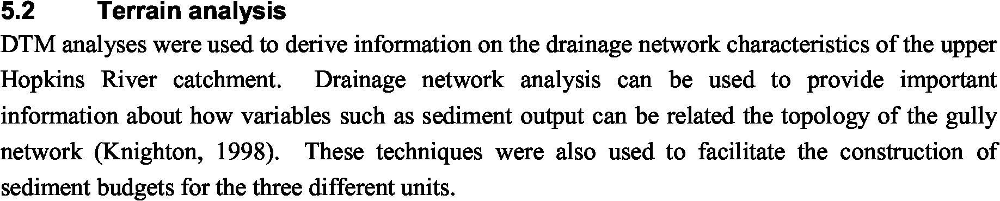 5.2 Terrain analysis
DTM analyses were used to derive information on the drainage network characteristics of the upper
Hopkins River catchment. Drainage network analysis can be used to provide important
information about how variables such as sediment output can be related the topology of the gully
network (Knighton, 1998). These techniques were also used to facilitate the construction of
sediment budgets for the three different units.